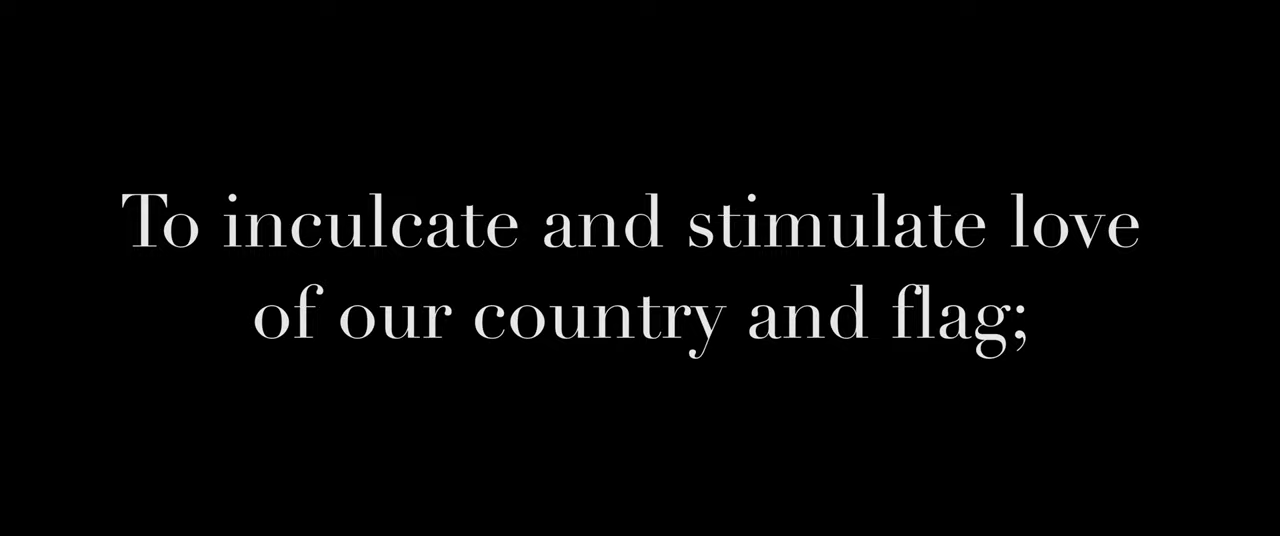 To inculcate and stimulate love
of our country and flag;